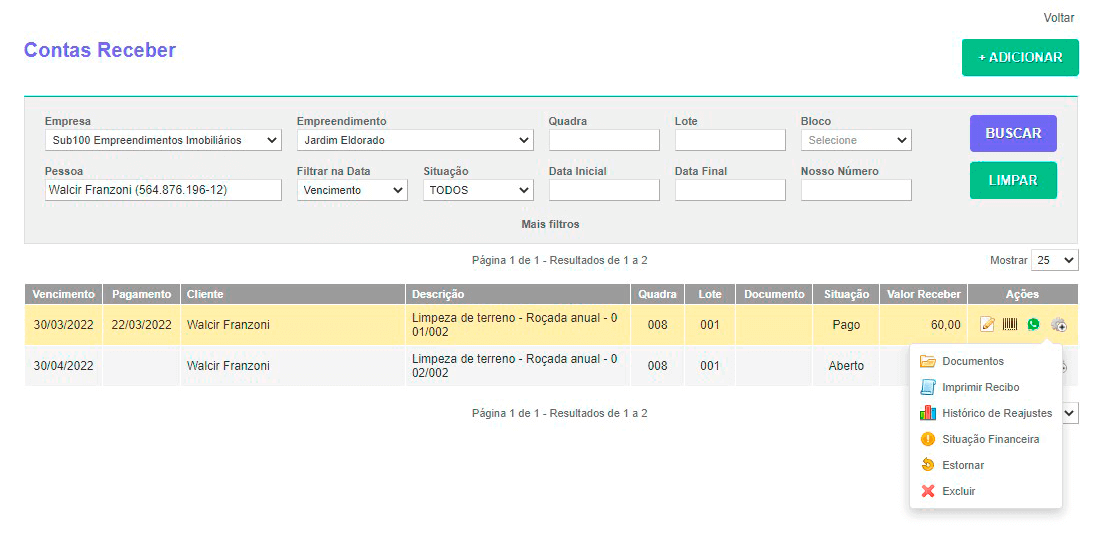 Voltar
Contas Receber
+ ADICIONAR
Empresa Empreendimento Quadra Lote Bloco
Sub100 Empreendimentos Imobiliários Jardim Eldorado Selecione
BUSCAR
Pessoa Filtrar na Data Situação Data Inicial Data Final Nosso Número
Walcir Franzoni (564.876.196-12) Vencimento TODOS
LIMPAR
Mais filtros
Página 1 de 1 - Resultados de 1 a 2
Mostrar 25
Vencimento Pagamento Cliente Descrição Quadra Lote Documento Situação Valor Receber Ações
30/03/2022 22/03/2022 Walcir Franzoni Limpeza de terreno - Roçada anual - 0 008 001 Pago 60,00
01/002
30/04/2022 Walcir Franzoni Limpeza de terreno - Roçada anual - 0 008 001 Aberto
02/002
Página 1 de 1 - Resultados de 1 a 2
Documentos
Imprimir Recibo
Histórico de Reajustes
Situação Financeira
Estornar
Excluir